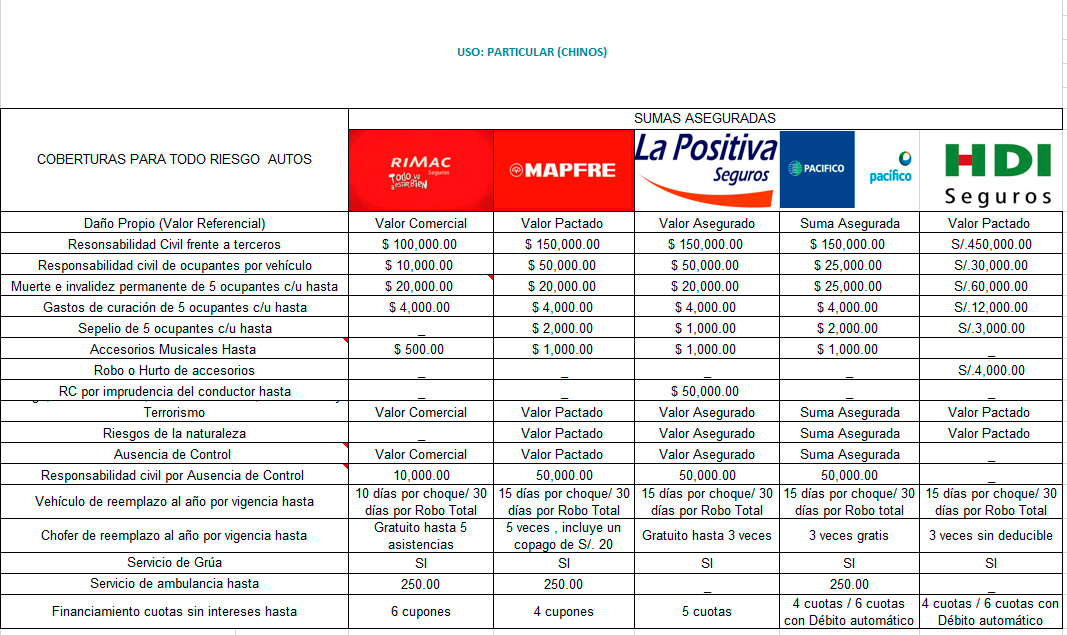 USO: PARTICULAR (CHINOS)
COBERTURAS PARA TODO RIESGO AUTOS
SUMAS ASEGURADAS
RIMAC
Seguros
Todo va
a estar bien
MAPFRE
La Positiva
Seguros
PACIFICO
pacífico
HDI
Seguros
Daño Propio (Valor Referencial) Valor Comercial Valor Pactado Valor Asegurado Suma Asegurada Valor Pactado
Resonsabilidad Civil frente a terceros $ 100,000.00 $ 150,000.00 $ 150,000.00 $ 150,000.00 S/.450,000.00
Responsabilidad civil de ocupantes por vehículo $ 10,000.00 $ 50,000.00 $ 50,000.00 $ 25,000.00 S/.30,000.00
Muerte e invalidez permanente de 5 ocupantes c/u hasta $ 20,000.00 $ 20,000.00 $ 20,000.00 $ 25,000.00 S/.60,000.00
Gastos de curación de 5 ocupantes c/u hasta $ 4,000.00 $ 4,000.00 $ 4,000.00 $ 4,000.00 S/.12,000.00
Sepelio de 5 ocupantes c/u hasta _ $ 2,000.00 $ 1,000.00 $ 2,000.00 S/.3,000.00
Accesorios Musicales Hasta $ 500.00 $ 1,000.00 $ 1,000.00 $ 1,000.00 _
Robo o Hurto de accesorios _ _ _ _ S/.4,000.00
RC por imprudencia del conductor hasta _ _ $ 50,000.00 _ _
Terrorismo Valor Comercial Valor Pactado Valor Asegurado Suma Asegurada Valor Pactado
Riesgos de la naturaleza _ Valor Pactado Valor Asegurado Suma Asegurada Valor Pactado
Ausencia de Control Valor Comercial Valor Pactado Valor Asegurado Suma Asegurada _
Responsabilidad civil por Ausencia de Control 10,000.00 50,000.00 50,000.00 50,000.00 _
Vehículo de reemplazo al año por vigencia hasta
10 días por choque/ 30 15 días por choque/ 30 15 días por choque/ 30 15 días por choque/ 30 15 días por choque/ 30
días por Robo Total días por Robo Total días por Robo Total días por Robo total días por Robo Total
Chofer de reemplazo al año por vigencia hasta
Gratuito hasta 5
asistencias
5 veces , incluye un
copago de S/. 20
Gratuito hasta 3 veces
3 veces gratis
3 veces sin deducible
Servicio de Grúa SI SI SI SI SI
Servicio de ambulancia hasta 250.00 250.00 _ 250.00 _
Financiamiento cuotas sin intereses hasta
6 cupones
4 cupones
5 cuotas
4 cuotas / 6 cuotas
con Débito automático
4 cuotas / 6 cuotas con
Débito automático